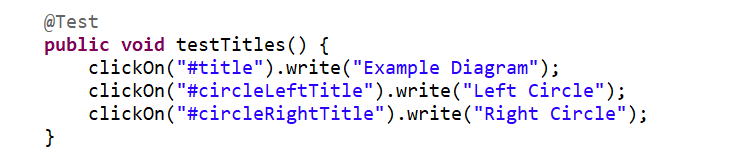 @Test
public void testTitles() {
    clickOn("#title").write("Example Diagram");
    clickOn("#circleLeftTitle").write("Left Circle");
    clickOn("#circleRightTitle").write("Right Circle");
}